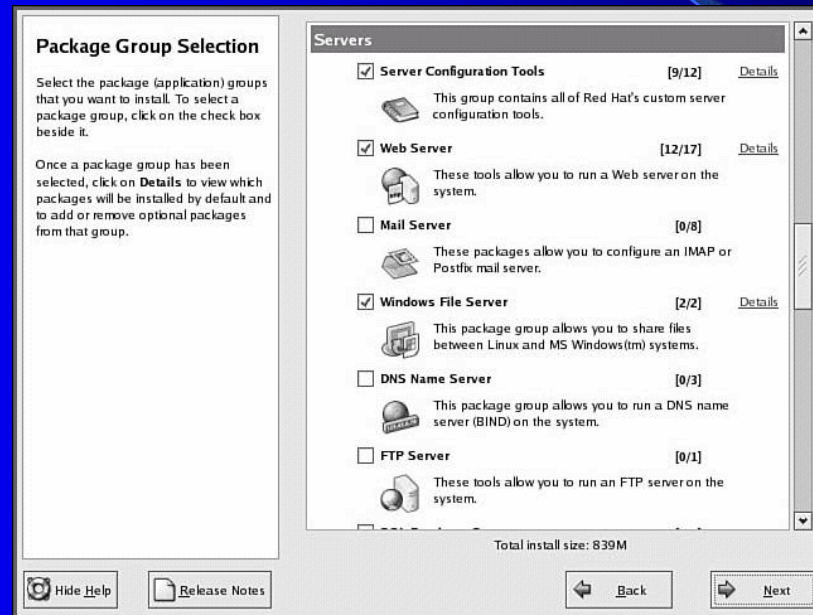 Package Group Selection
Select the package (application) groups
that you want to install. To select a
package group, click on the check box
beside it.
Once a package group has been
selected, click on Details to view which
packages will be installed by default and
to add or remove optional packages
from that group.
Servers
Server Configuration Tools [9/12] Details
This group contains all of Red Hat's custom server
configuration tools.
Web Server [12/17] Details
These tools allow you to run a Web server on the
system.
Mail Server [0/8]
These packages allow you to configure an IMAP or
Postfix mail server.
Windows File Server [2/2] Details
This package group allows you to share files
between Linux and MS Windows(tm) systems.
DNS Name Server [0/3]
This package group allows you to run a DNS name
server (BIND) on the system.
FTP Server [0/1]
These tools allow you to run an FTP server on the
system.
Total install size: 839M
Hide Help
Release Notes
Back
Next